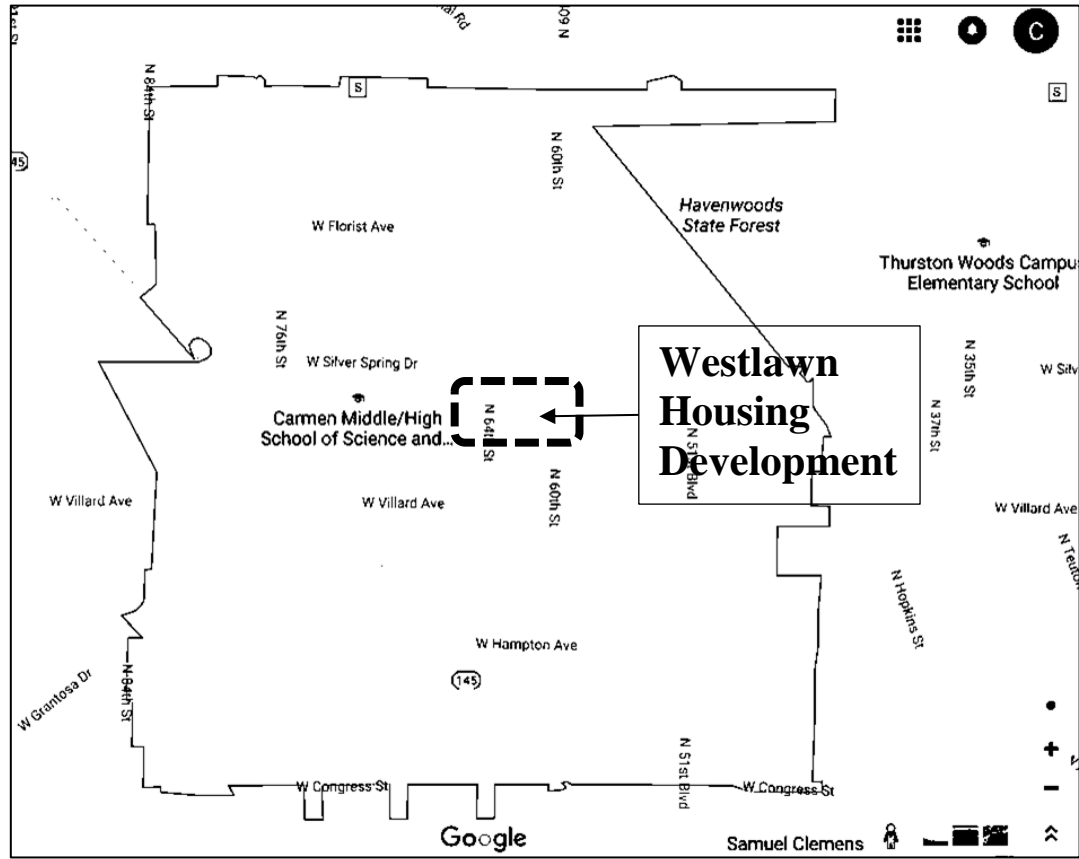 N 84th St
S
C
S
45
N 60th St
Havenwoods
State Forest
W Florist Ave
Thurston Woods Campus
Elementary School
N 76th St
W Silver Spring Dr
Westlawn
Housing
Development
N 35th St
W Silv
Carmen Middle/High
School of Science and...
N 64th St
N 37th St
N 51st Blvd
W Villard Ave
W Villard Ave
N 60th St
W Villard Ave
N Teuton
N Hopkins St
W Hampton Ave
145
W Grantosa Dr
N 84th St
N 51st Blvd
W Congress St
W Congress St
Google
Samuel Clemens